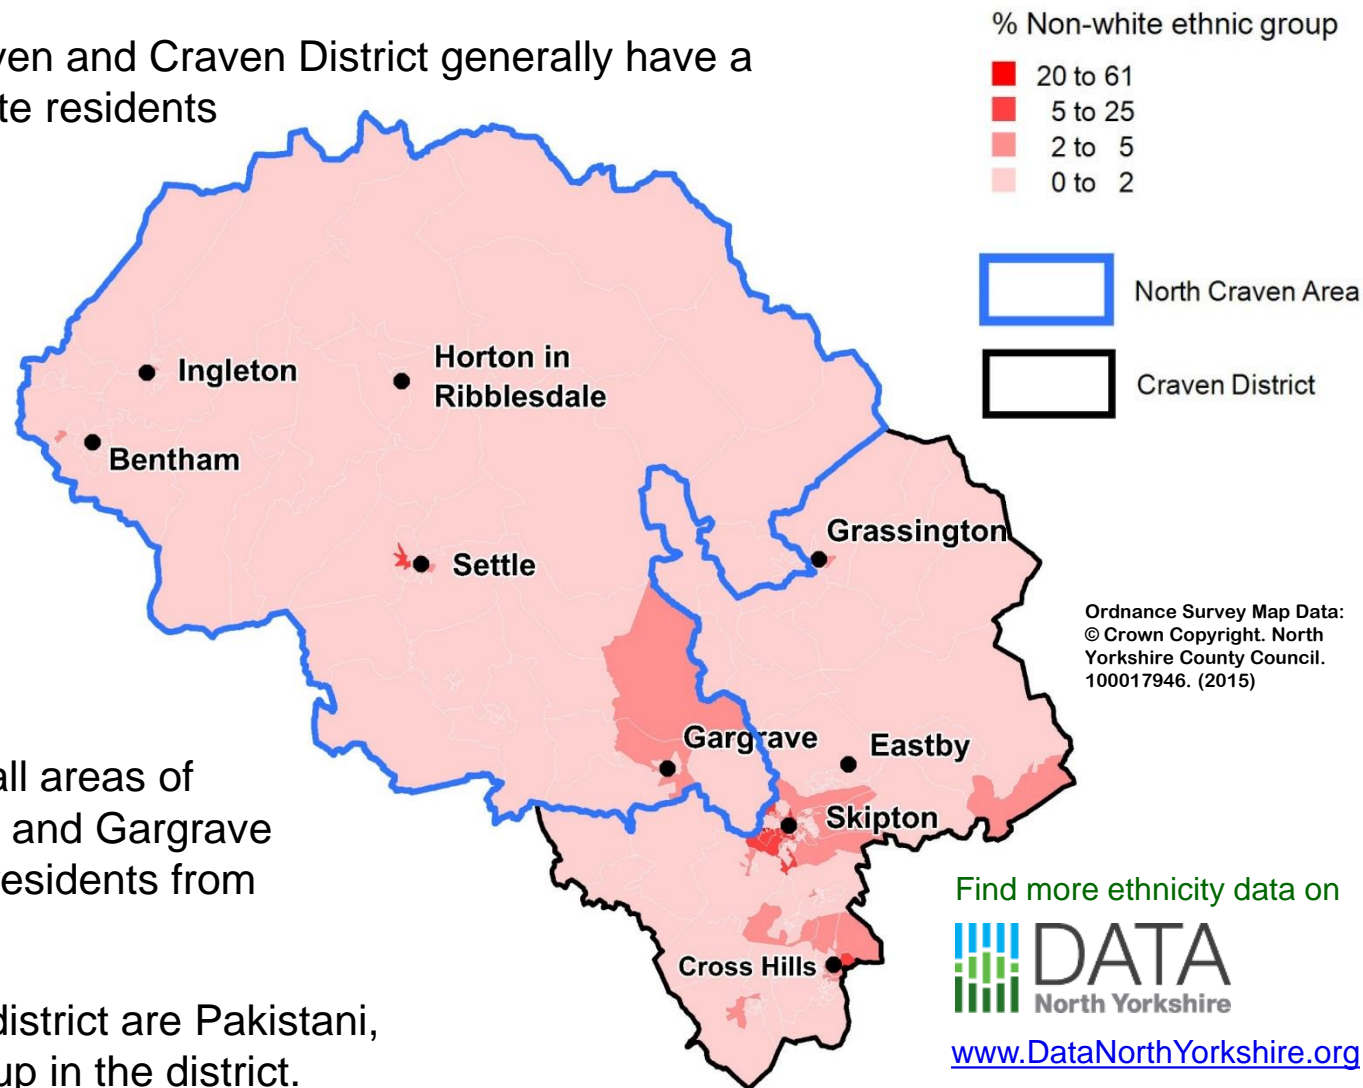 ven and Craven District generally have a
te residents
% Non-white ethnic group
20 to 61
5 to 25
2 to 5
0 to 2
North Craven Area
Craven District
Ingleton
Horton in
Ribblesdale
Bentham
Settle
Grassington
Ordnance Survey Map Data:
© Crown Copyright. North
Yorkshire County Council.
100017946. (2015)
Gargrave
Eastby
Skipton
Cross Hills
all areas of
and Gargrave
residents from
district are Pakistani,
up in the district.
Find more ethnicity data on
DATA
North Yorkshire
www.DataNorthYorkshire.org